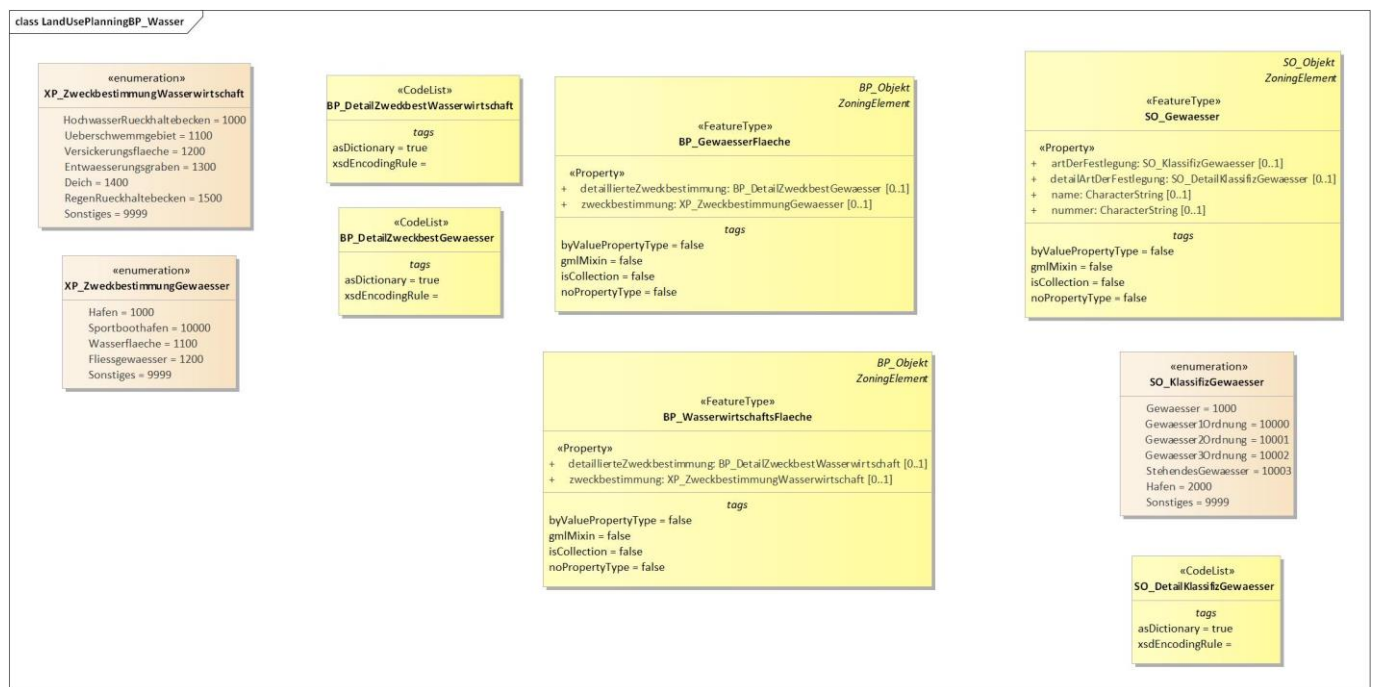 class LandUsePlanningBP_Wasser
«enumeration»
XP_ZweckbestimmungWasserwirtschaft
HochwasserRueckhaltebecken = 1000
Ueberschwemmgebiet = 1100
Versickerungsflaeche = 1200
Entwaesserungsgraben = 1300
Deich = 1400
RegenRueckhaltebecken = 1500
Sonstiges = 9999
«enumeration»
XP_ZweckbestimmungGewaesser
Hafen = 1000
Sportboothafen = 10000
Wasserflaeche = 1100
Fliessgewaesser = 1200
Sonstiges = 9999
«CodeList»
BP_DetailZweckbestWasserwirtschaft
tags
asDictionary = true
xsdEncodingRule =
«CodeList»
BP_DetailZweckbestGewaesser
tags
asDictionary = true
xsdEncodingRule =
BP_Objekt
ZoningElement
«FeatureType»
BP_GewaesserFlaeche
«Property»
+ detaillierteZweckbestimmung: BP_DetailZweckbestGewaesser [0..1]
+ zweckbestimmung: XP_ZweckbestimmungGewaesser [0..1]
tags
byValuePropertyType = false
gmlMixin = false
isCollection = false
noPropertyType = false
BP_Objekt
ZoningElement
«FeatureType»
BP_WasserwirtschaftsFlaeche
«Property»
+ detaillierteZweckbestimmung: BP_DetailZweckbestWasserwirtschaft [0..1]
+ zweckbestimmung: XP_ZweckbestimmungWasserwirtschaft [0..1]
tags
byValuePropertyType = false
gmlMixin = false
isCollection = false
noPropertyType = false
SO_Objekt
ZoningElement
«FeatureType»
SO_Gewaesser
«Property»
+ artDerFestlegung: SO_KlassifizGewaesser [0..1]
+ detailArtDerFestlegung: SO_DetailKlassifizGewaesser [0..1]
+ name: CharacterString [0..1]
+ nummer: CharacterString [0..1]
tags
byValuePropertyType = false
gmlMixin = false
isCollection = false
noPropertyType = false
«enumeration»
SO_KlassifizGewaesser
Gewaesser = 1000
Gewaesser1Ordnung = 10000
Gewaesser2Ordnung = 10001
Gewaesser3Ordnung = 10002
StehendesGewaesser = 10003
Hafen = 2000
Sonstiges = 9999
«CodeList»
SO_DetailKlassifizGewaesser
tags
asDictionary = true
xsdEncodingRule =